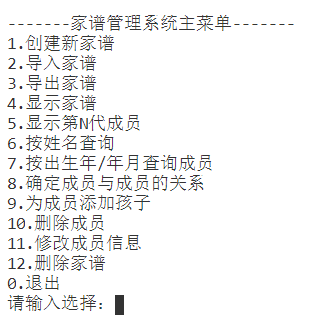 -------家谱管理系统主菜单-------
1.创建新家谱
2.导入家谱
3.导出家谱
4.显示家谱
5.显示第N代成员
6.按姓名查询
7.按出生年/年月查询成员
8.确定成员与成员的关系
9.为成员添加孩子
10.删除成员
11.修改成员信息
12.删除家谱
0.退出
请输入选择：